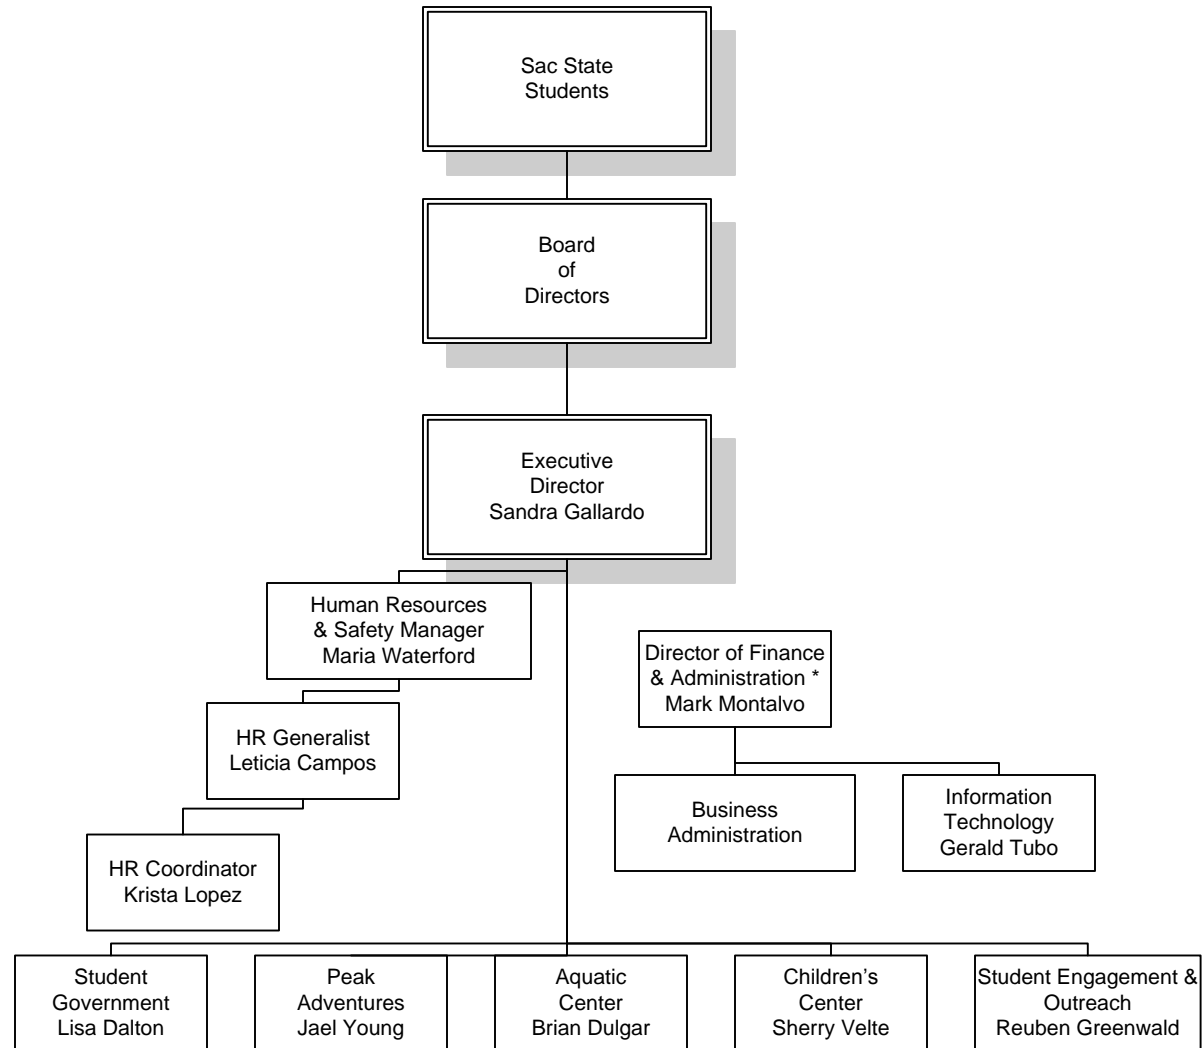 Sac State
Students
Board
of
Directors
Executive
Director
Sandra Gallardo
Human Resources
& Safety Manager
Maria Waterford
Director of Finance
& Administration *
Mark Montalvo
HR Generalist
Leticia Campos
Business
Administration
Information
Technology
Gerald Tubo
HR Coordinator
Krista Lopez
Student
Government
Lisa Dalton
Peak
Adventures
Jael Young
Aquatic
Center
Brian Dulgar
Children’s
Center
Sherry Velte
Student Engagement &
Outreach
Reuben Greenwald